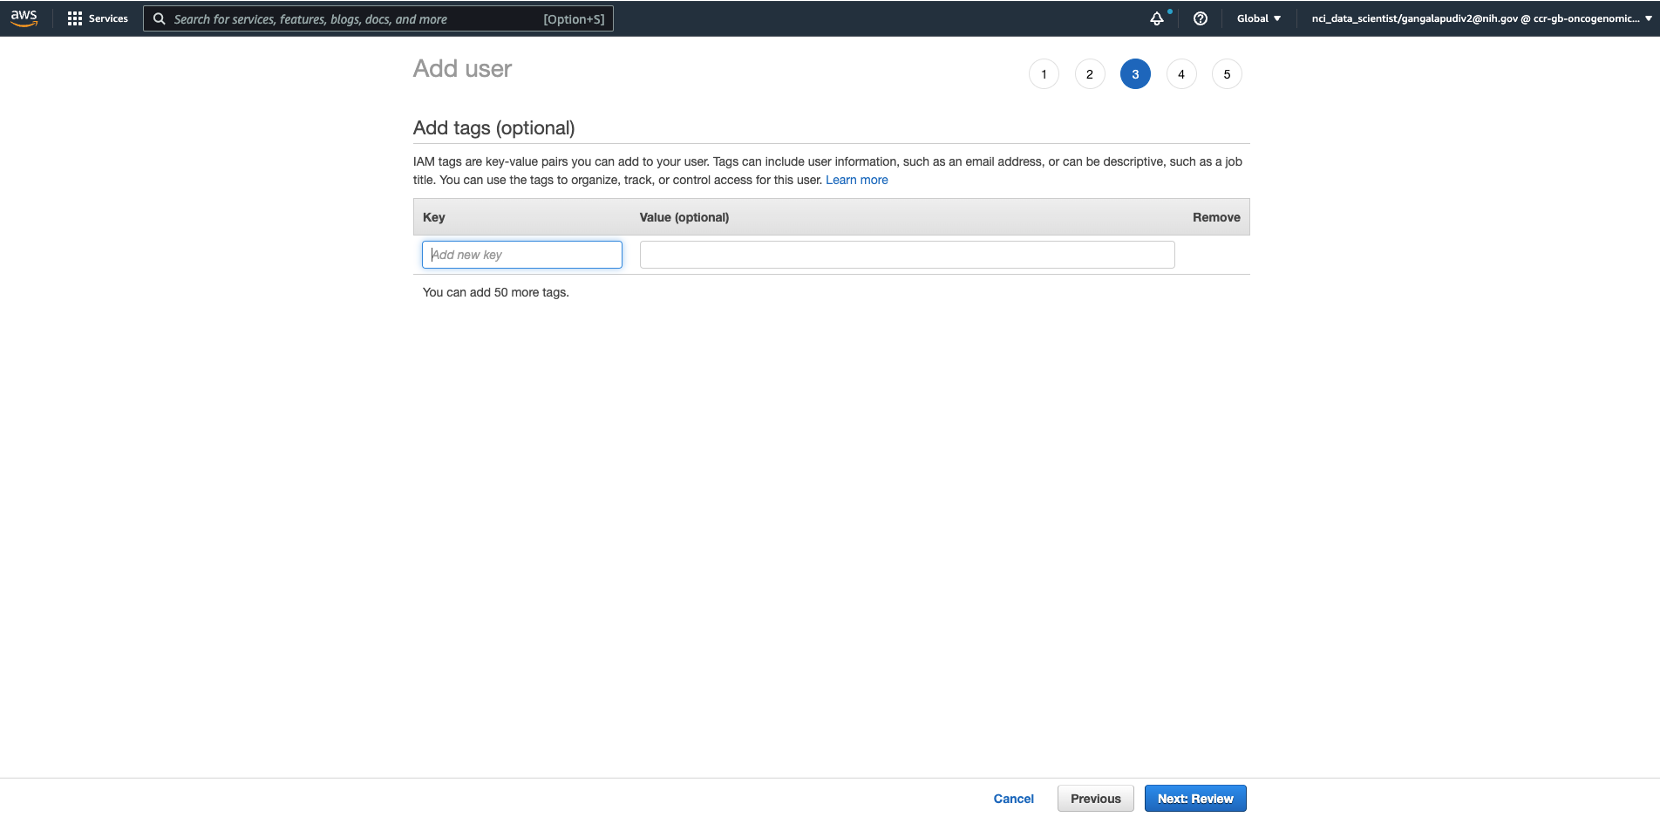 aws Services Search for services, features, blogs, docs, and more [Option+S] Global nci_data_scientist/gangalapudiv2@nih.gov @ ccr-gb-oncogenomic...
Add user
1 2 3 4 5
Add tags (optional)
IAM tags are key-value pairs you can add to your user. Tags can include user information, such as an email address, or can be descriptive, such as a job
title. You can use the tags to organize, track, or control access for this user. Learn more
Key Value (optional) Remove
Add new key
You can add 50 more tags.
Cancel Previous Next: Review